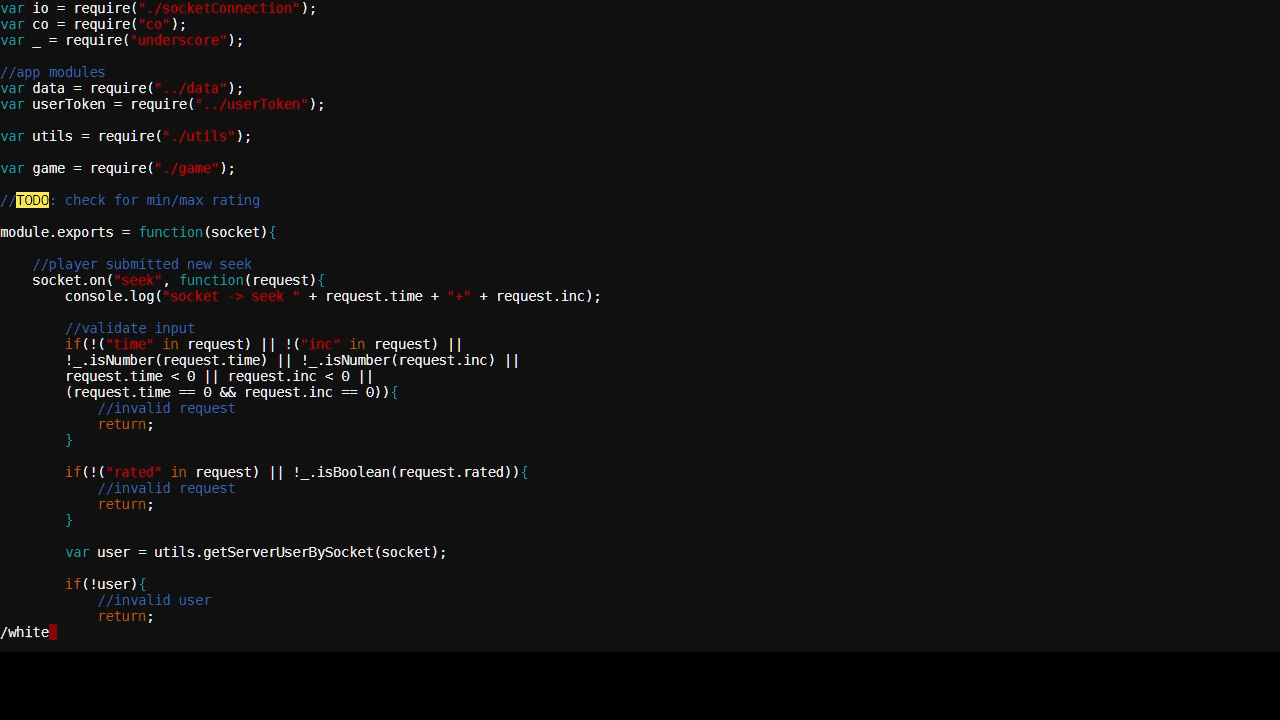 var io = require("./socketConnection");
var co = require("co");
var _ = require("underscore");
//app modules
var data = require("../data");
var userToken = require("../userToken");
var utils = require("./utils");
var game = require("./game");
//TODO: check for min/max rating
module.exports = function(socket){
//player submitted new seek
socket.on("seek", function(request){
console.log("socket -> seek " + request.time + "+" + request.inc);
//validate input
if(!("time" in request) || !("inc" in request) ||
!_.isNumber(request.time) || !_.isNumber(request.inc) ||
request.time < 0 || request.inc < 0 ||
(request.time == 0 && request.inc == 0)){
//invalid request
return;
}
if(!("rated" in request) || !_.isBoolean(request.rated)){
//invalid request
return;
}
var user = utils.getServerUserBySocket(socket);
if(!user){
//invalid user
return;
/white